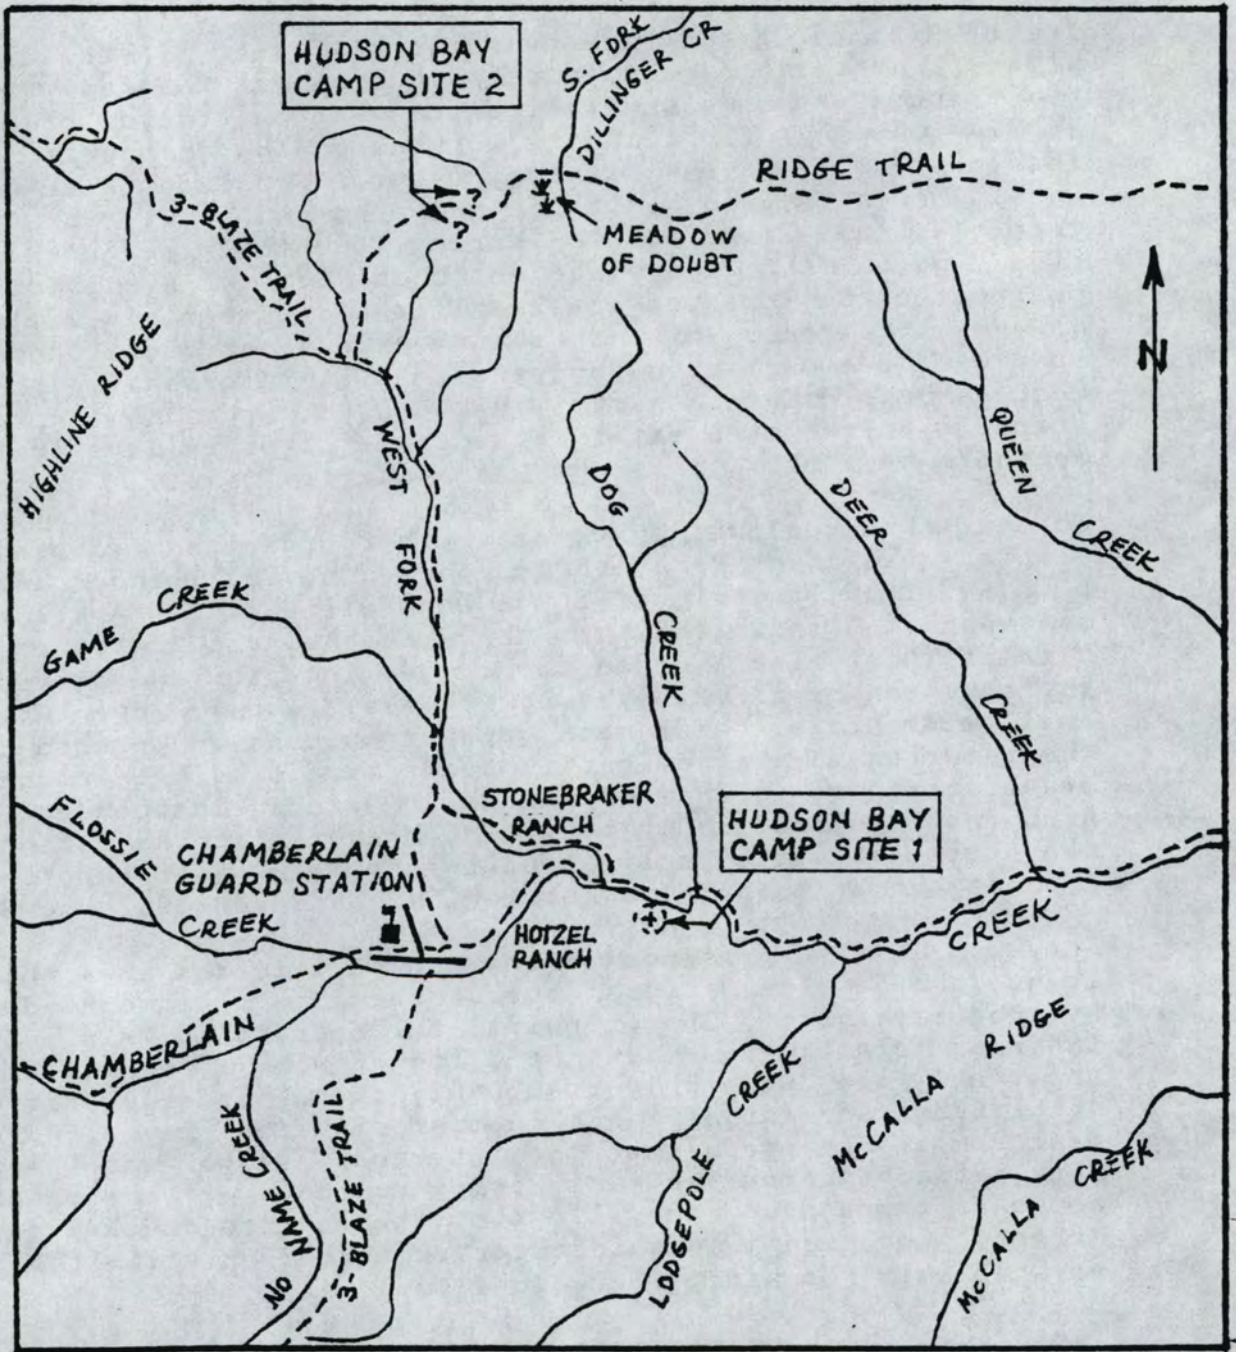 HUDSON BAY
CAMP SITE 2
S. FORK
DILLINGER CR
RIDGE TRAIL
?
?
MEADOW
OF DOUBT
3-BLAZE TRAIL
N
HIGHLINE RIDGE
WEST
FORK
DOG
CREEK
DEER
CREEK
QUEEN
CREEK
GAME CREEK
STONEBRAKER
RANCH
HUDSON BAY
CAMP SITE 1
FLOSSIE
CREEK
CHAMBERLAIN
GUARD STATION
HOTZEL
RANCH
CREEK
CHAMBERLAIN
RIDGE
McCALLA
CREEK
LODGEPOLE
NO NAME CREEK
3-BLAZE TRAIL
McCALLA
CREEK